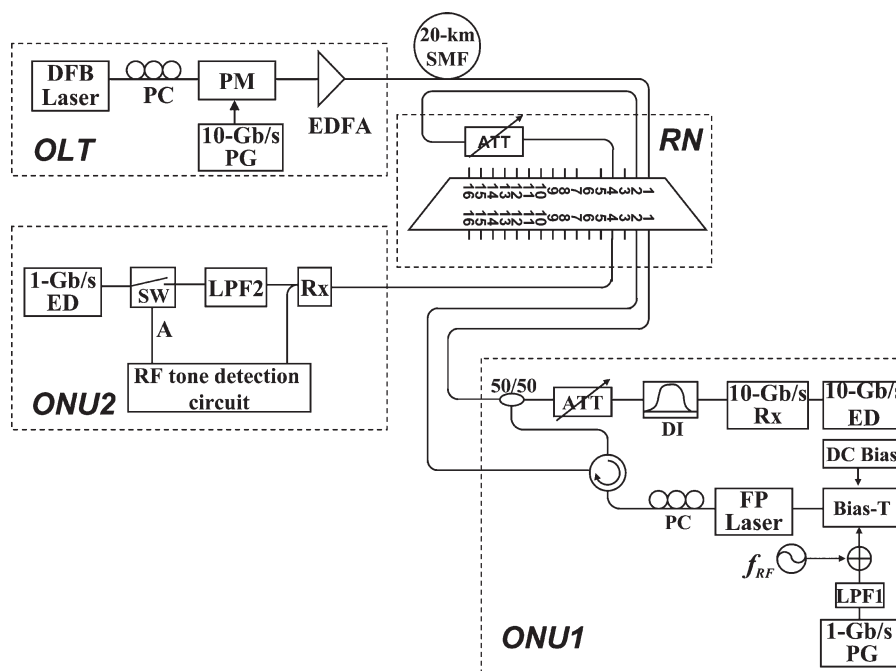 20-km
SMF
DFB
Laser
PC
PM
EDFA
10-Gb/s
PG
OLT
ATT
RN
16 15 14 13 12 11 10 9 8 7 6 5 4 3 2 1
16 15 14 13 12 11 10 9 8 7 6 5 4 3 2 1
1-Gb/s
ED
SW
LPF2
Rx
A
RF tone detection
circuit
ONU2
50/50
ATT
DI
10-Gb/s
Rx
10-Gb/s
ED
DC Bias
PC
FP
Laser
Bias-T
fRF
LPF1
1-Gb/s
PG
ONU1